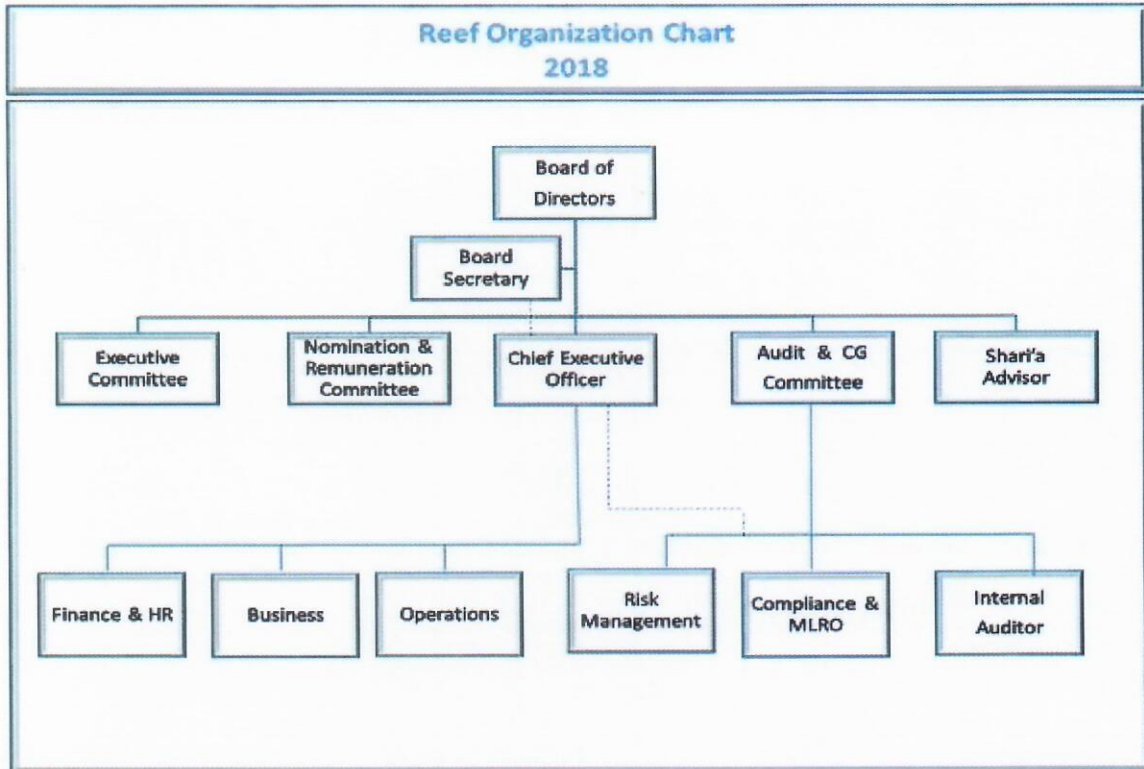 Reef Organization Chart
2018
Board of
Directors
Board
Secretary
Executive
Committee
Nomination &
Remuneration
Committee
Chief Executive
Officer
Audit & CG
Committee
Shari'a
Advisor
Finance & HR
Business
Operations
Risk
Management
Compliance &
MLRO
Internal
Auditor